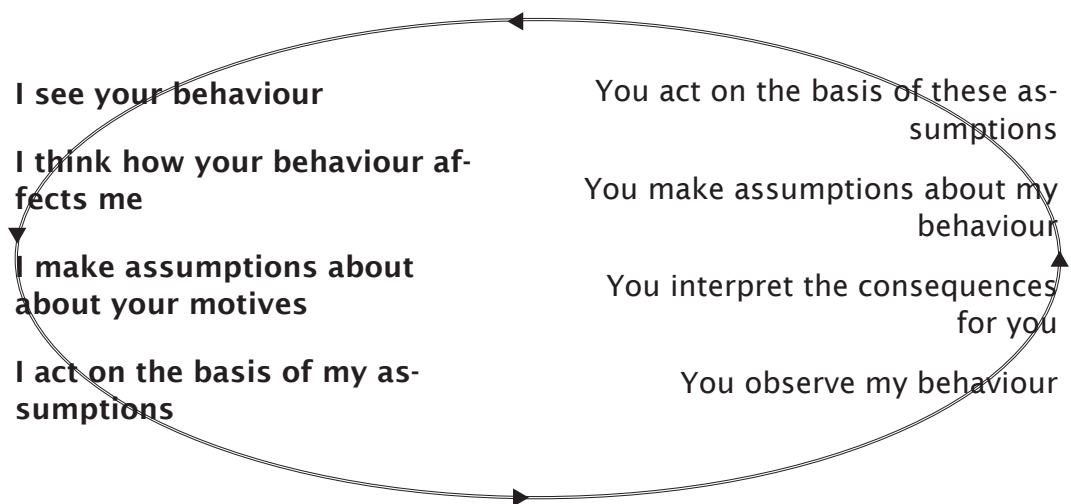 I see your behaviour
I think how your behaviour af-
fects me
I make assumptions about
about your motives
I act on the basis of my as-
sumptions
You act on the basis of these as-
sumptions
You make assumptions about my
behaviour
You interpret the consequences
for you
You observe my behaviour